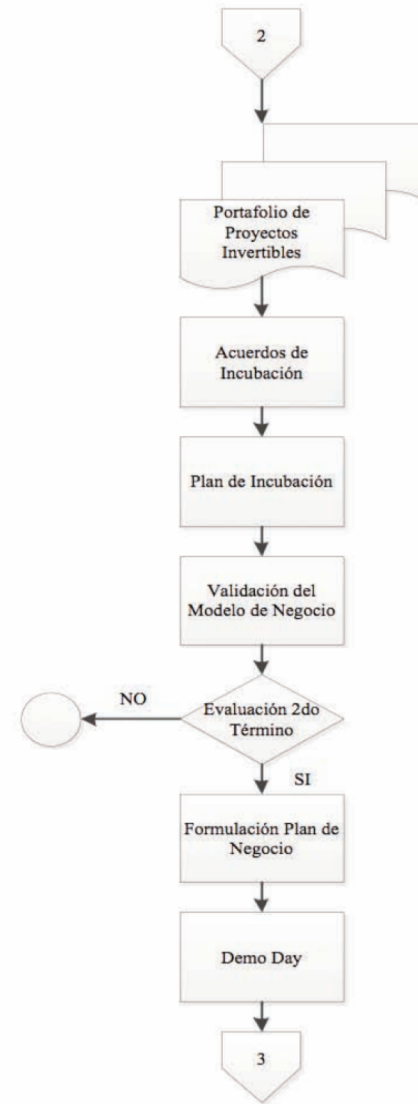 2
Portafolio de
Proyectos
Invertibles
Acuerdos de
Incubación
Plan de Incubación
Validación del
Modelo de Negocio
NO
Evaluación 2do
Término
SI
Formulación Plan de
Negocio
Demo Day
3